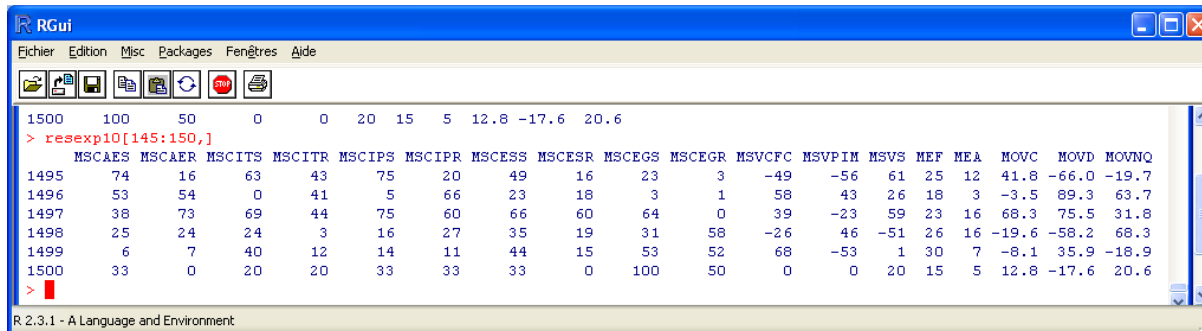 RGui
Fichier Edition Misc Packages Fenêtres Aide
STOP
1500 100 50 0 0 20 15 5 12.8 -17.6 20.6
> resexp10[145:150,]
MSCAES MSCAER MSCITS MSCITR MSCIPS MSCIPR MSCESS MSCESR MSCEGS MSCEGR MSVCFC MSVPIM MSVS MEF MEA MOVC MOVD MOVNQ
1495 74 16 63 43 75 20 49 16 23 3 -49 -56 61 25 12 41.8 -66.0 -19.7
1496 53 54 0 41 5 66 23 18 3 1 58 43 26 18 3 -3.5 89.3 63.7
1497 38 73 69 44 75 60 66 60 64 0 39 -23 59 23 16 68.3 75.5 31.8
1498 25 24 24 3 16 27 35 19 31 58 -26 46 -51 26 16 -19.6 -58.2 68.3
1499 6 7 40 12 14 11 44 15 53 52 68 -53 1 30 7 -8.1 35.9 -18.9
1500 33 0 20 20 33 33 33 0 100 50 0 0 20 15 5 12.8 -17.6 20.6
>
R 2.3.1 - A Language and Environment